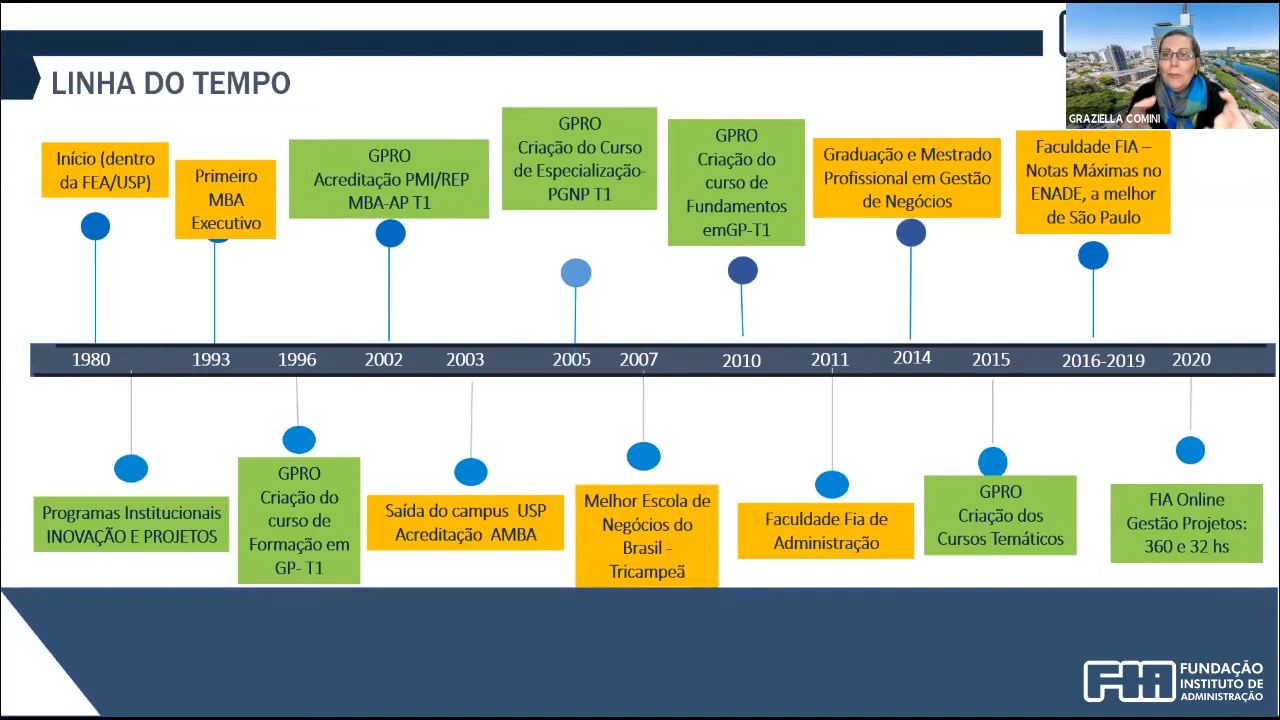 LINHA DO TEMPO
GRAZIELLA COMINI
Início (dentro
da FEA/USP)
Primeiro
MBA
Executivo
GPRO
Acreditação PMI/REP
MBA-AP T1
GPRO
Criação do Curso
de Especialização-
PGNP T1
GPRO
Criação do
curso de
Fundamentos
emGP-T1
Graduação e Mestrado
Profissional em Gestão
de Negócios
Faculdade FIA –
Notas Máximas no
ENADE, a melhor
de São Paulo
1980 1993 1996 2002 2003 2005 2007 2010 2011 2014 2015 2016-2019 2020
Programas Institucionais
INOVAÇÃO E PROJETOS
GPRO
Criação do
curso de
Formação em
GP- T1
Saída do campus USP
Acreditação AMBA
Melhor Escola de
Negócios do
Brasil -
Tricampeã
Faculdade Fia de
Administração
GPRO
Criação dos
Cursos Temáticos
FIA Online
Gestão Projetos:
360 e 32 hs
FIA
FUNDAÇÃO
INSTITUTO DE
ADMINISTRAÇÃO